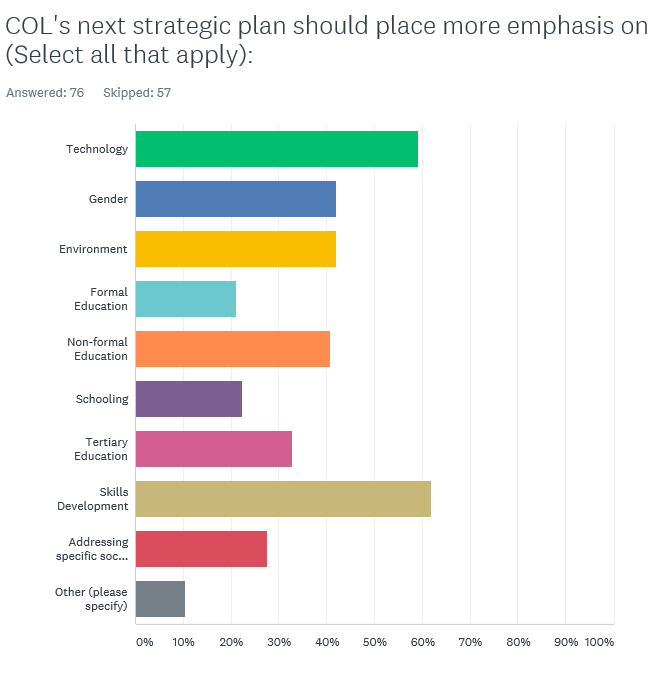 COL's next strategic plan should place more emphasis on
(Select all that apply):
Answered: 76 Skipped: 57
Technology
Gender
Environment
Formal
Education
Non-formal
Education
Schooling
Tertiary
Education
Skills
Development
Addressing
specific soc...
Other (please
specify)
0% 10% 20% 30% 40% 50% 60% 70% 80% 90% 100%